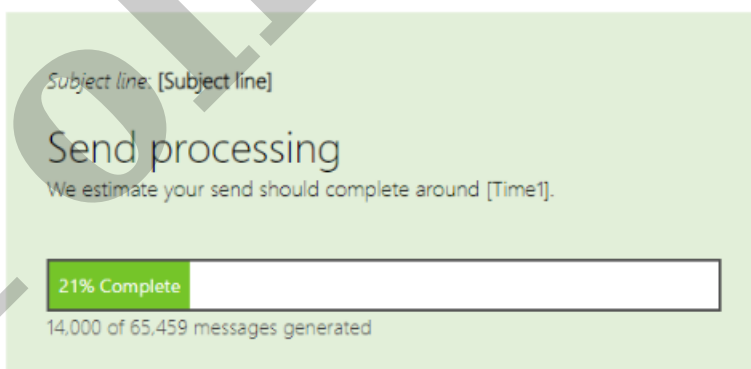 Subject line: [Subject line]
Send processing
We estimate your send should complete around [Time1].
21% Complete
14,000 of 65,459 messages generated